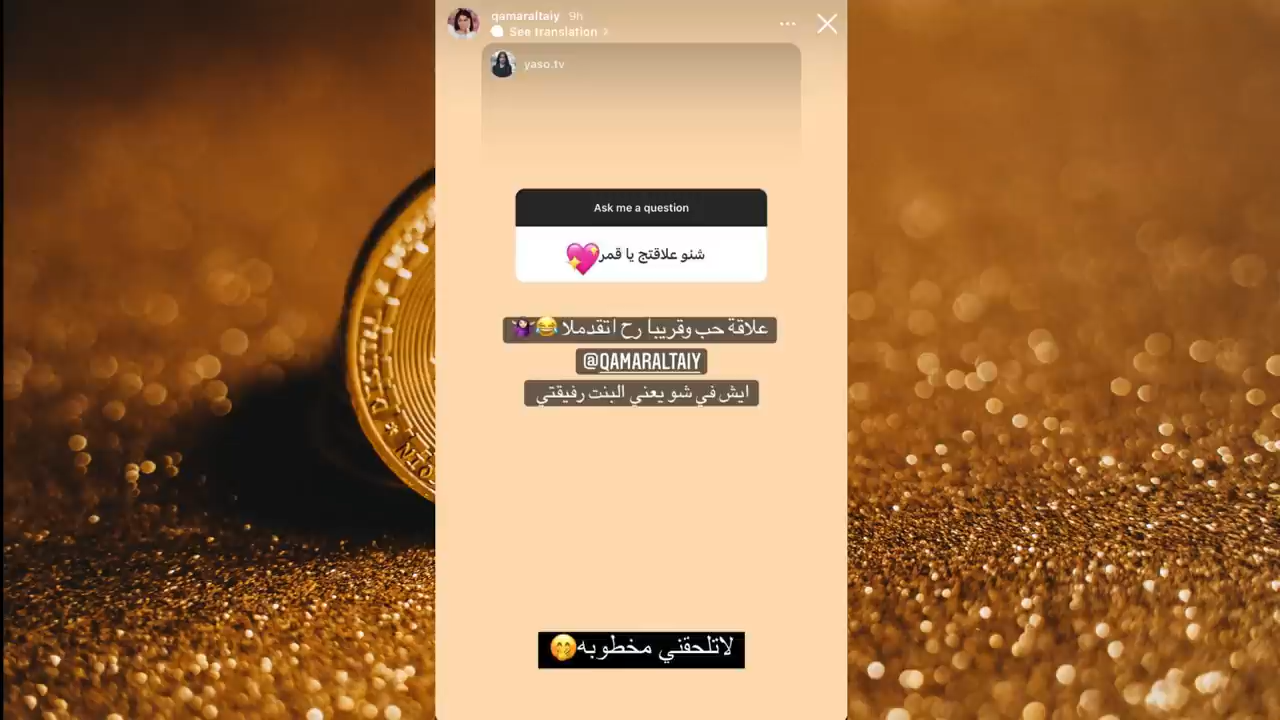 qamaraltaiy 9h
See translation
yaso.tv
Ask me a question
شنو علاقتج يا قمر💖
علاقة حب وقريبا رح اتقدملا 😂🤷🏻‍♀️
@QAMARALTAIY
ايش في شو يعني البنت رفيقتي
لاتلحقني مخطوبه🤭